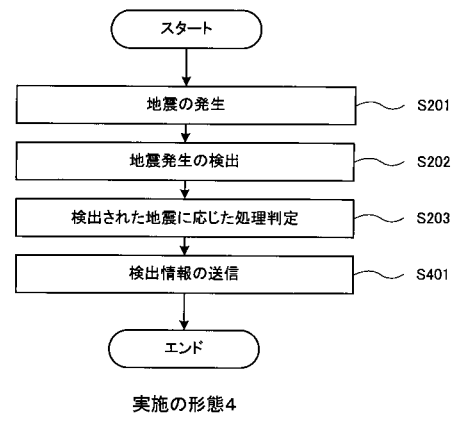 スタート
地震の発生
S201
地震発生の検出
S202
検出された地震に応じた処理判定
S203
検出情報の送信
S401
エンド
実施の形態4